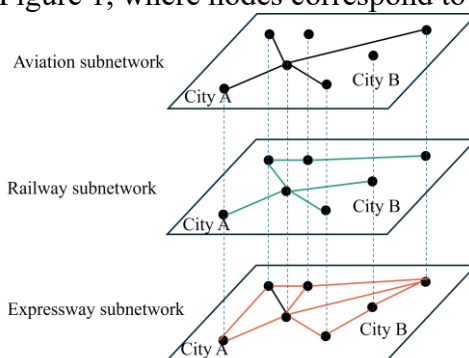 Figure 1, where nodes correspond to
Aviation subnetwork
City A
City B
Railway subnetwork
City A
City B
Expressway subnetwork
City A
City B